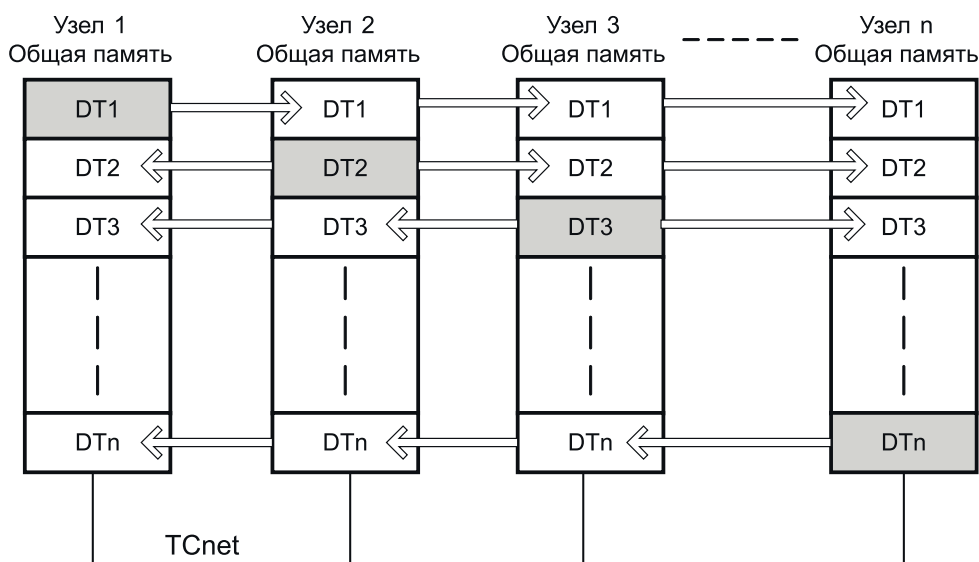 Узел 1
Общая память
Узел 2
Общая память
Узел 3
Общая память
Узел n
Общая память
DT1
DT1
DT1
DT1
DT2
DT2
DT2
DT2
DT3
DT3
DT3
DT3
DTn
DTn
DTn
DTn
TCnet